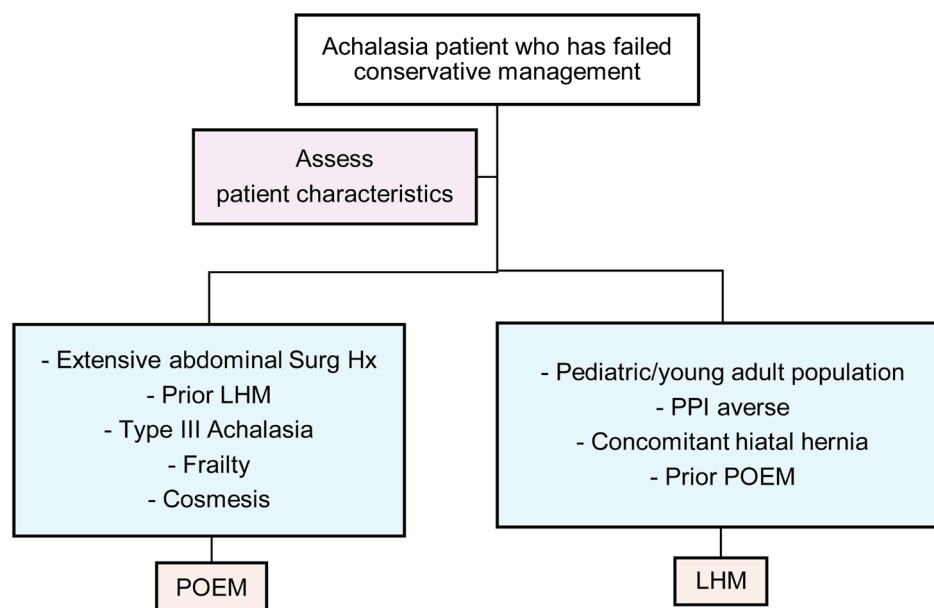 Achalasia patient who has failed
conservative management
Assess
patient characteristics
- Extensive abdominal Surg Hx
- Prior LHM
- Type III Achalasia
- Frailty
- Cosmesis
- Pediatric/young adult population
- PPI averse
- Concomitant hiatal hernia
- Prior POEM
POEM
LHM